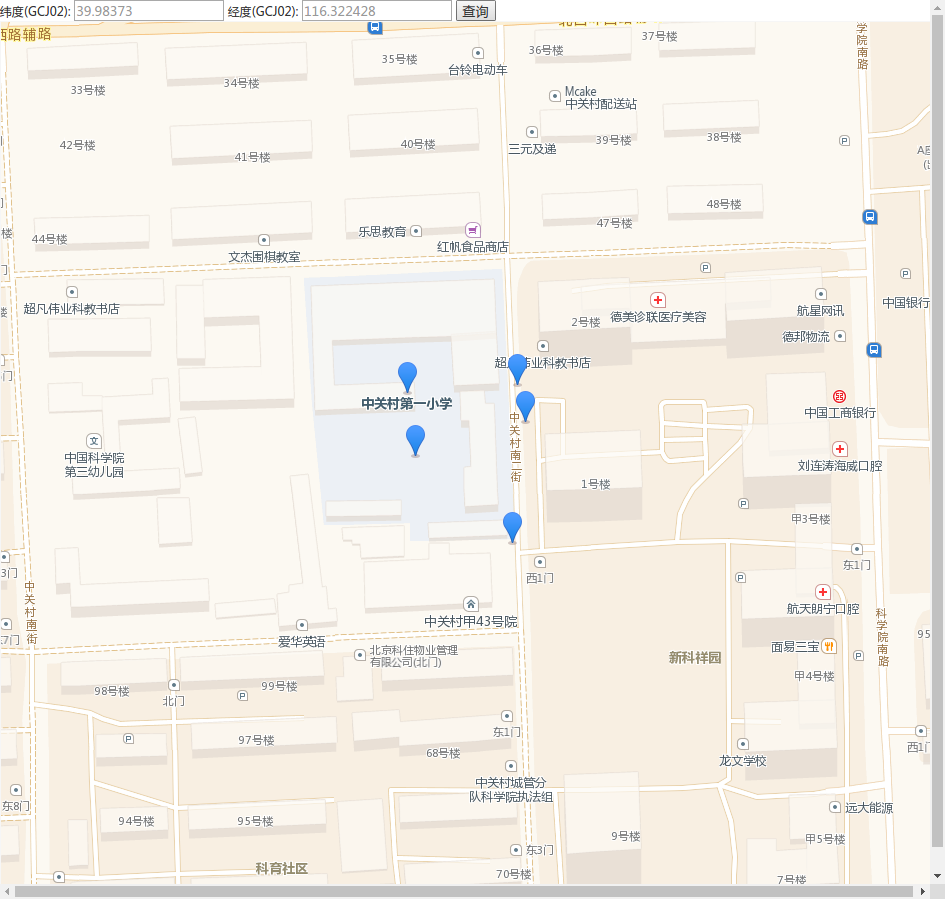 纬度(GCJ02): 39.98373 经度(GCJ02): 116.322428 查询
西路辅路
学院南路
33号楼
34号楼
35号楼
台铃电动车
36号楼
37号楼
Mcake
中关村配送站
42号楼
41号楼
40号楼
三元及递
39号楼
38号楼
44号楼
文杰围棋教室
乐思教育
红帆食品商店
47号楼
48号楼
超凡伟业科教书店
2号楼
德美诊联医疗美容
航星网讯
中国银行
德邦物流
超凡伟业科教书店
中关村第一小学
中关村南二街
中国工商银行
中国科学院
第三幼儿园
刘连涛海威口腔
1号楼
甲3号楼
3门
西1门
东1门
中关村南街
航天朗宁口腔
中关村甲43号院
科学院南路
爱华英语
面易三宝
北京科住物业管理
有限公司(北门)
新科祥园
甲4号楼
98号楼
99号楼
北门
东1门
97号楼
68号楼
西1门
龙文学校
中关村城管分
队科学院执法组
东8门
94号楼
95号楼
远大能源
9号楼
甲5号楼
东3门
科育社区
70号楼
7号楼